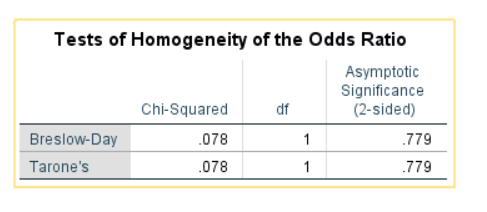 Tests of Homogeneity of the Odds Ratio
Asymptotic
Significance
Chi-Squared df (2-sided)
Breslow-Day .078 1 .779
Tarone's .078 1 .779